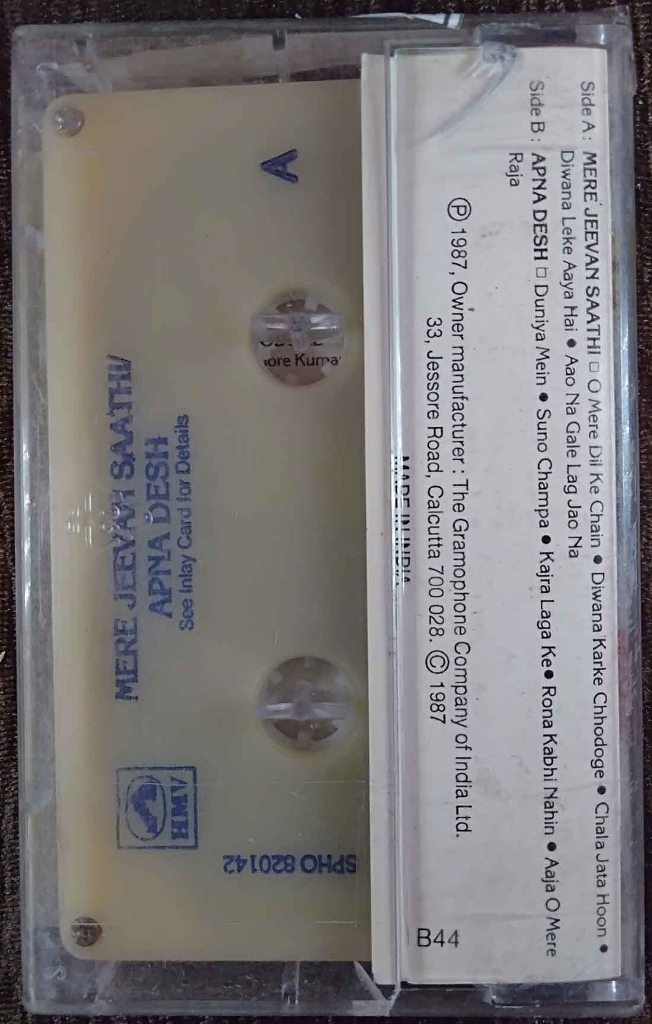 Side A : MERE JEEVAN SAATHI □ O Mere Dil Ke Chain ● Diwana Karke Chhodoge ● Chala Jata Hoon ●
Diwana Leke Aaya Hai ● Aao Na Gale Lag Jao Na
Side B : APNA DESH □ Duniya Mein ● Suno Champa ● Kajra Laga Ke● Rona Kabhi Nahin ● Aaja O Mere
Raja
Ⓟ 1987, Owner manufacturer : The Gramophone Company of India Ltd.
33, Jessore Road, Calcutta 700 028. © 1987
B44
MADE IN INDIA
A
MERE JEEVAN SAATHI/
APNA DESH
See Inlay Card for Details
HMV
SPHO 820142